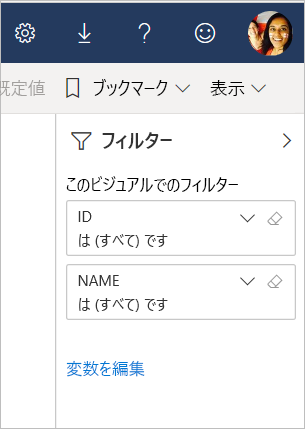 既定値 ブックマーク 表示
フィルター
このビジュアルでのフィルター
ID
は (すべて) です
NAME
は (すべて) です
変数を編集